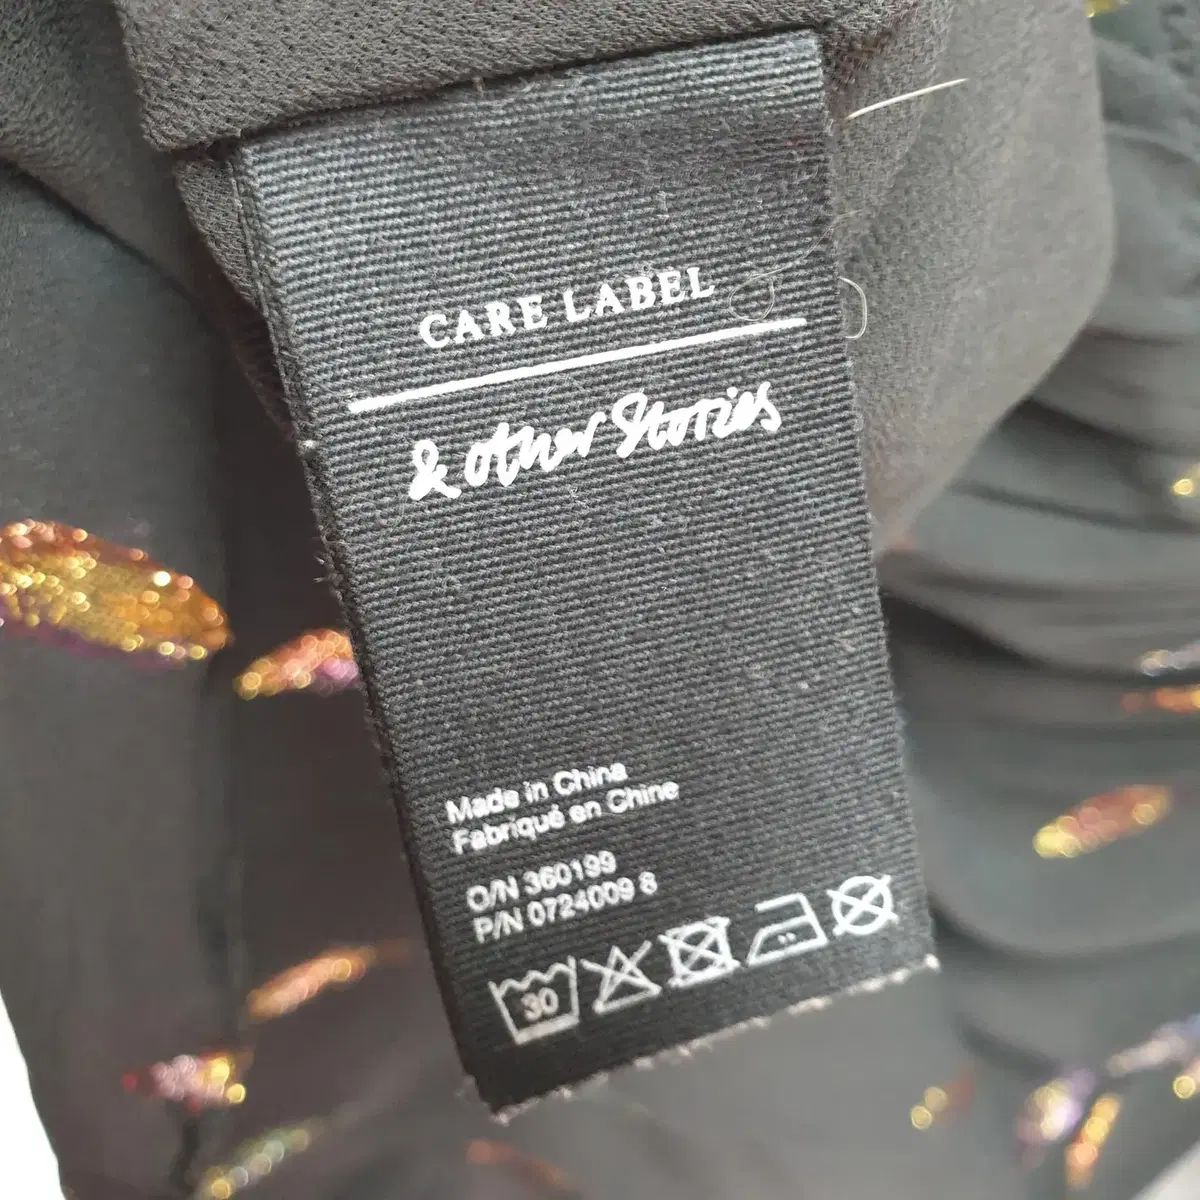 CARE LABEL
& other Stories
Made in China
Fabriqué en Chine
O/N 360199
P/N 0724009 8
30